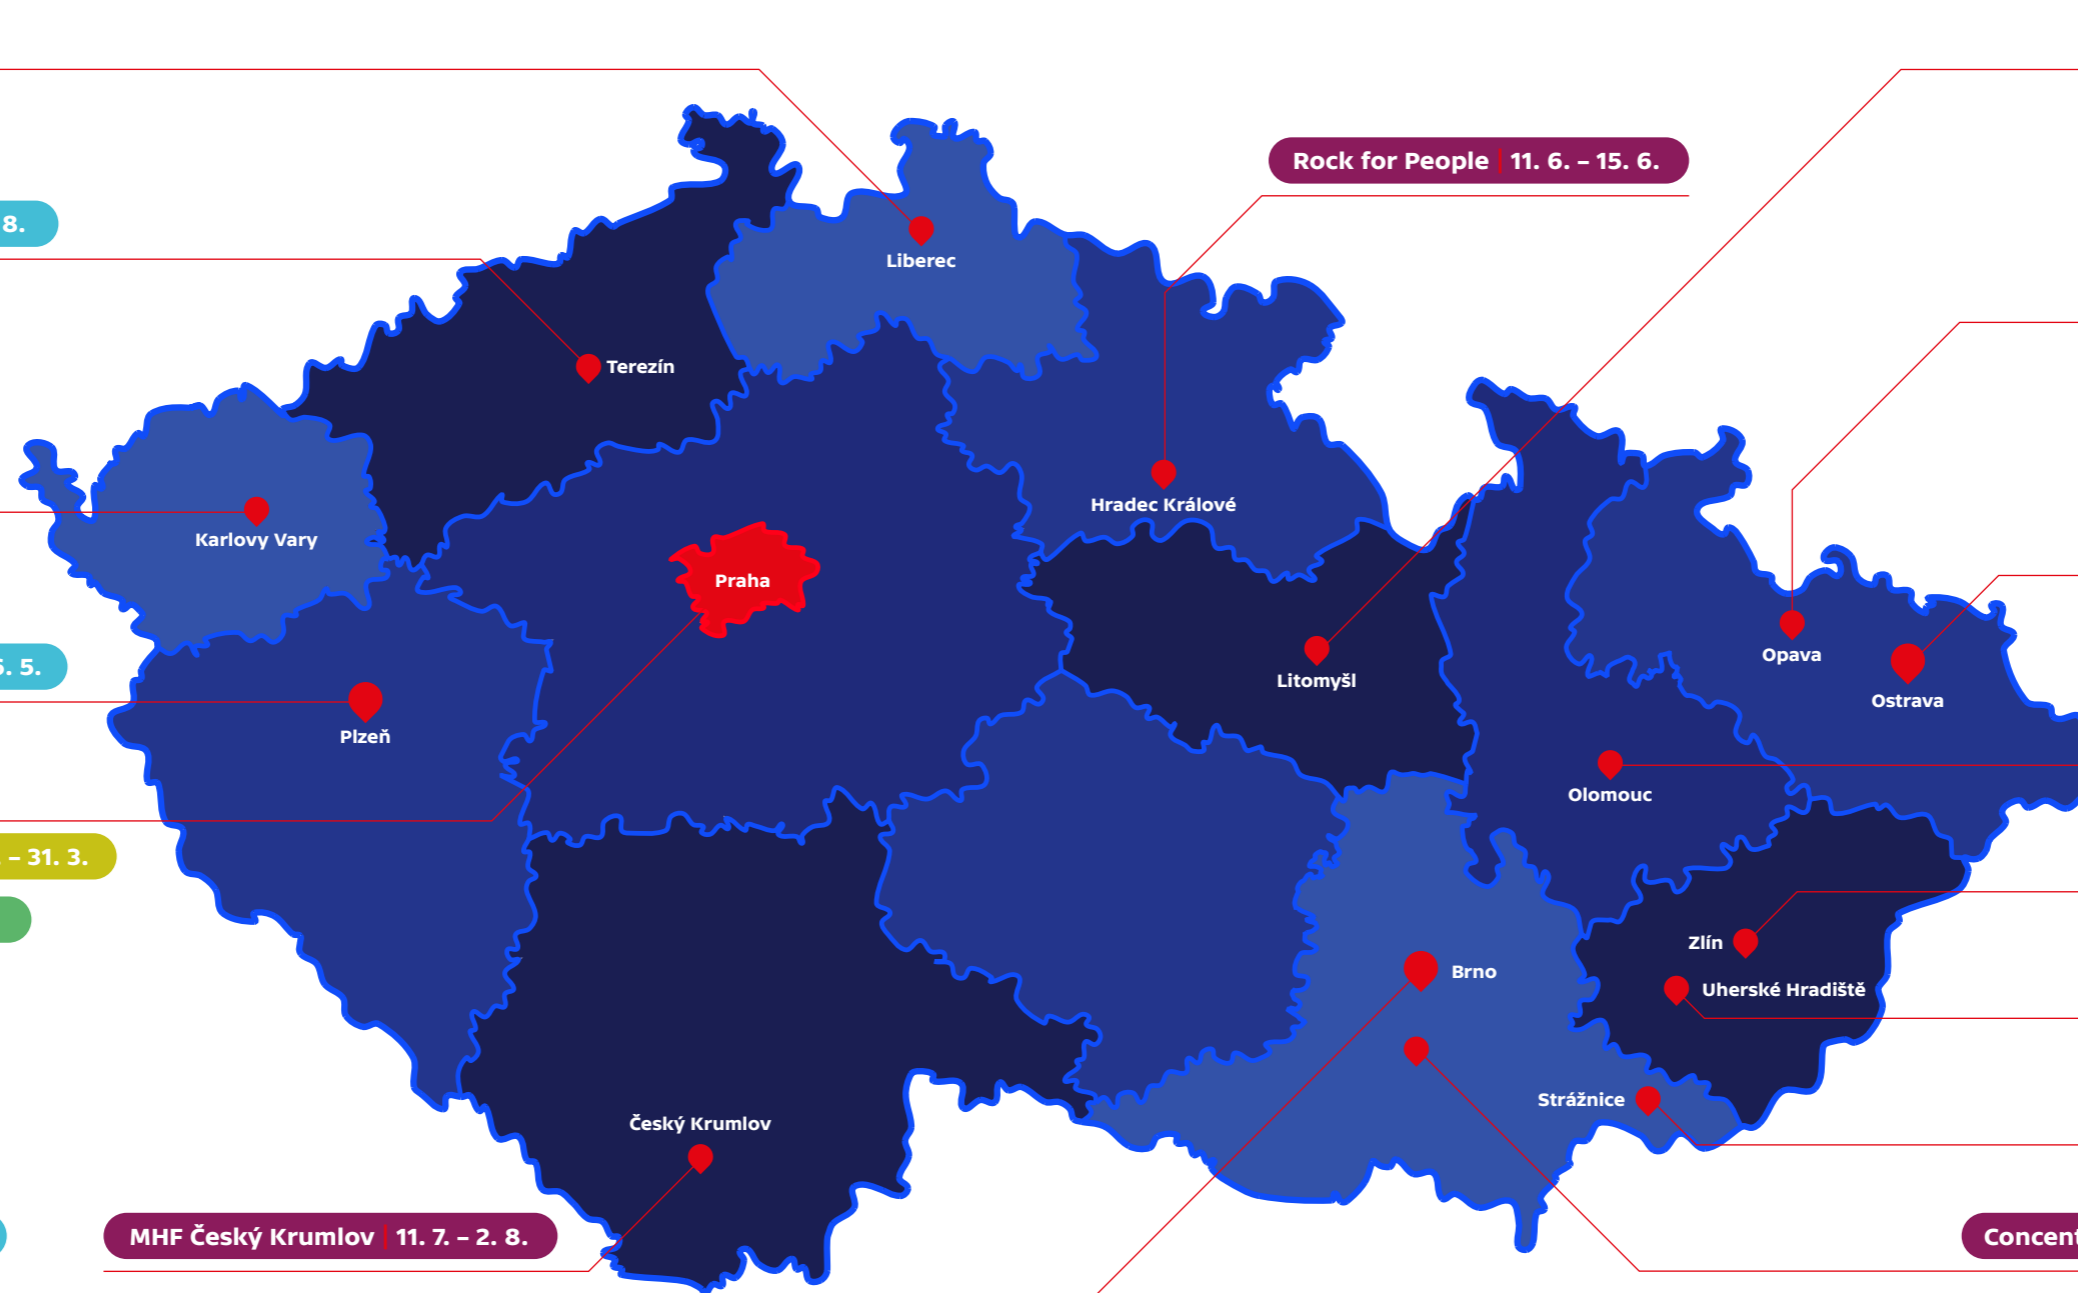 Rock for People | 11. 6. – 15. 6.
8.
Liberec
Terezín
Hradec Králové
Karlovy Vary
Praha
5. 5.
Opava
Litomyšl
Ostrava
Plzeň
Olomouc
– 31. 3.
Zlín
Brno
Uherské Hradiště
Strážnice
Český Krumlov
MHF Český Krumlov | 11. 7. – 2. 8.